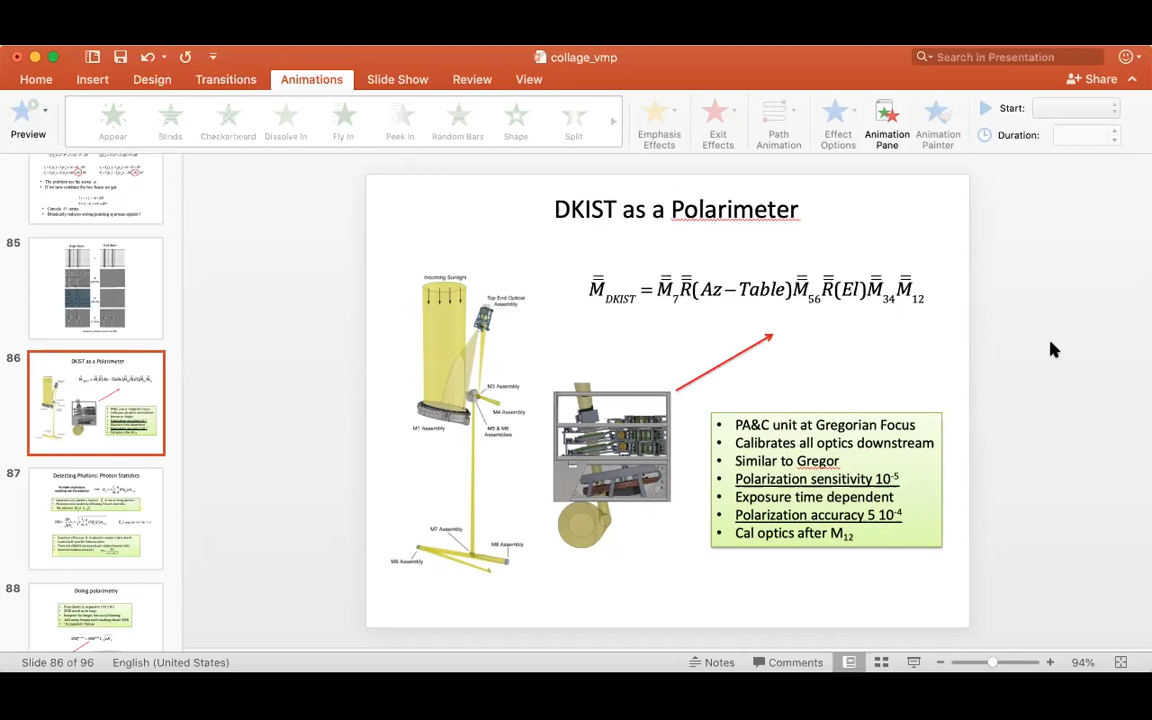 collage_vmp
Search in Presentation
Home Insert Design Transitions Animations Slide Show Review View
Share
Preview
Appear Blinds Checkerboard Dissolve In Fly In Peek In Random Bars Shape Split
Emphasis Effects
Exit Effects
Path Animation
Effect Options
Animation Pane
Animation Painter
Start:
Duration:
85
86
DKIST as a Polarimeter
87
Detecting Photons: Photon Statistics
88
Doing polarimetry
DKIST as a Polarimeter
M̿_DKIST = M̿_7 R̿(Az−Table) M̿_56 R̿(El) M̿_34 M̿_12
Incoming Sunlight
Top End Optical
Assembly
M3 Assembly
M4 Assembly
M1 Assembly
M5 & M6
Assemblies
M7 Assembly
M8 Assembly
M9 Assembly
• PA&C unit at Gregorian Focus
• Calibrates all optics downstream
• Similar to Gregor
• Polarization sensitivity 10⁻⁵
• Exposure time dependent
• Polarization accuracy 5 10⁻⁴
• Cal optics after M₁₂
Slide 86 of 96 English (United States)
Notes Comments 94%